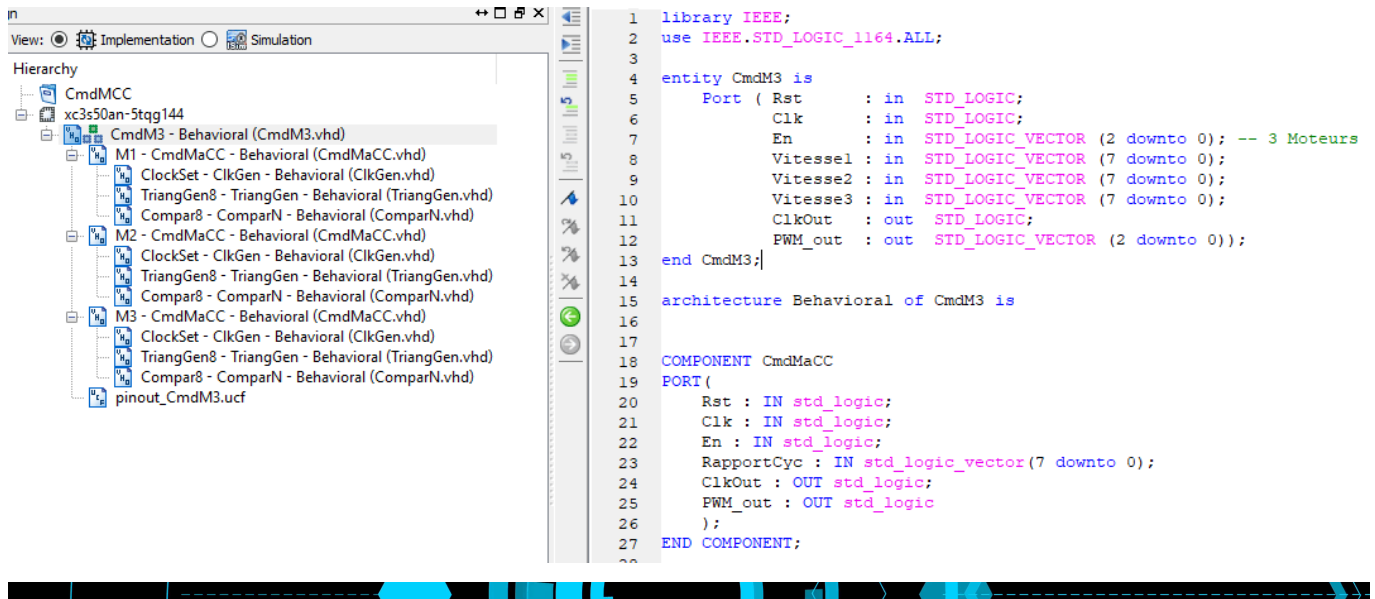 gn
View: Implementation Simulation
Hierarchy
CmdMCC
xc3s50an-5tqg144
CmdM3 - Behavioral (CmdM3.vhd)
M1 - CmdMaCC - Behavioral (CmdMaCC.vhd)
ClockSet - ClkGen - Behavioral (ClkGen.vhd)
TriangGen8 - TriangGen - Behavioral (TriangGen.vhd)
Compar8 - ComparN - Behavioral (ComparN.vhd)
M2 - CmdMaCC - Behavioral (CmdMaCC.vhd)
ClockSet - ClkGen - Behavioral (ClkGen.vhd)
TriangGen8 - TriangGen - Behavioral (TriangGen.vhd)
Compar8 - ComparN - Behavioral (ComparN.vhd)
M3 - CmdMaCC - Behavioral (CmdMaCC.vhd)
ClockSet - ClkGen - Behavioral (ClkGen.vhd)
TriangGen8 - TriangGen - Behavioral (TriangGen.vhd)
Compar8 - ComparN - Behavioral (ComparN.vhd)
pinout_CmdM3.ucf
1 library IEEE;
2 use IEEE.STD_LOGIC_1164.ALL;
3
4 entity CmdM3 is
5 Port ( Rst : in STD_LOGIC;
6 Clk : in STD_LOGIC;
7 En : in STD_LOGIC_VECTOR (2 downto 0); -- 3 Moteurs
8 Vitesse1 : in STD_LOGIC_VECTOR (7 downto 0);
9 Vitesse2 : in STD_LOGIC_VECTOR (7 downto 0);
10 Vitesse3 : in STD_LOGIC_VECTOR (7 downto 0);
11 ClkOut : out STD_LOGIC;
12 PWM_out : out STD_LOGIC_VECTOR (2 downto 0));
13 end CmdM3;
14
15 architecture Behavioral of CmdM3 is
16
17
18 COMPONENT CmdMaCC
19 PORT(
20 Rst : IN std_logic;
21 Clk : IN std_logic;
22 En : IN std_logic;
23 RapportCyc : IN std_logic_vector(7 downto 0);
24 ClkOut : OUT std_logic;
25 PWM_out : OUT std_logic
26 );
27 END COMPONENT;